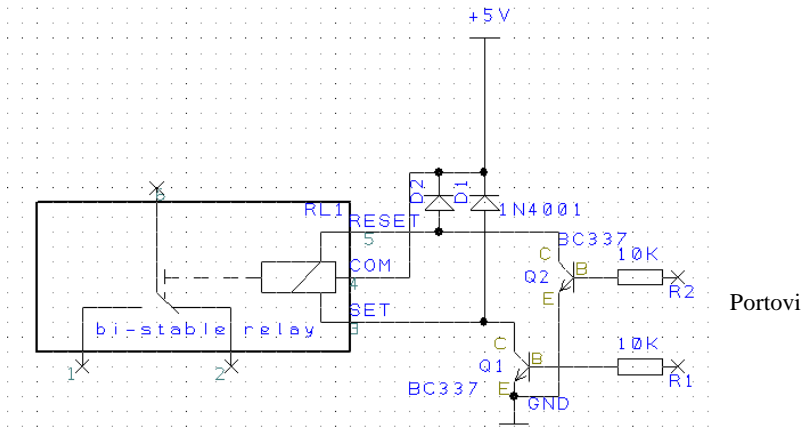 +5V
6
RL1
D2
D1
1N4001
RESET
5
BC337
C
10K
COM
4
Q2
B
E
R2
Portovi
SET
3
bi-stable relay
C
10K
Q1
B
1
2
BC337
E
R1
GND